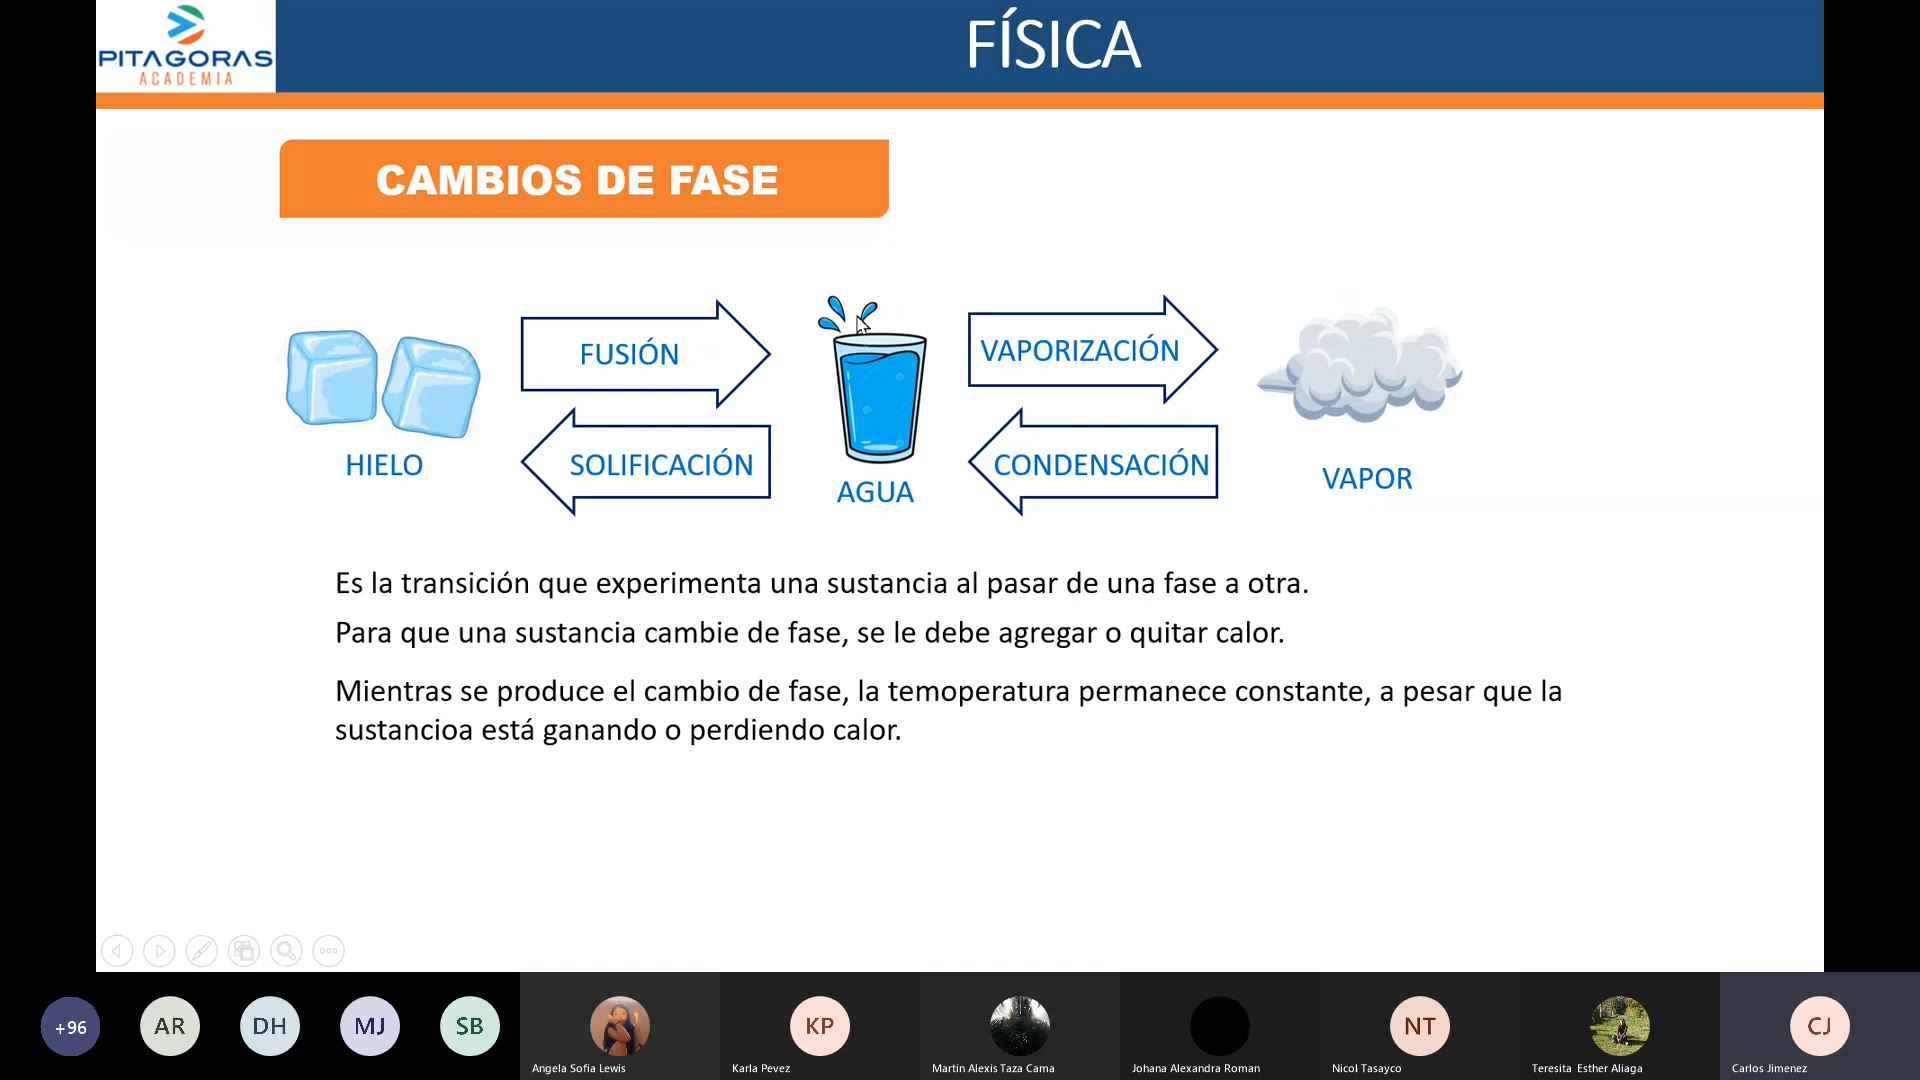 PITAGORAS
ACADEMIA
FÍSICA
CAMBIOS DE FASE
FUSIÓN
VAPORIZACIÓN
HIELO
SOLIFICACIÓN
AGUA
CONDENSACIÓN
VAPOR
Es la transición que experimenta una sustancia al pasar de una fase a otra.
Para que una sustancia cambie de fase, se le debe agregar o quitar calor.
Mientras se produce el cambio de fase, la temoperatura permanece constante, a pesar que la
sustancioa está ganando o perdiendo calor.
+96
AR
DH
MJ
SB
KP
NT
CJ
Angela Sofia Lewis
Karla Pevez
Martin Alexis Taza Cama
Johana Alexandra Roman
Nicol Tasayco
Teresita Esther Aliaga
Carlos Jimenez